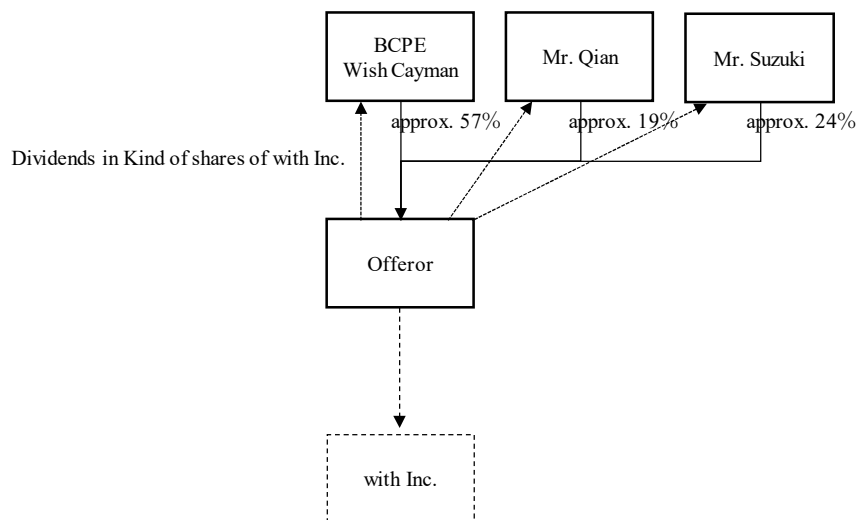 BCPE
Wish Cayman
Mr. Qian
Mr. Suzuki
approx. 57%
approx. 19%
approx. 24%
Dividends in Kind of shares of with Inc.
Offeror
with Inc.